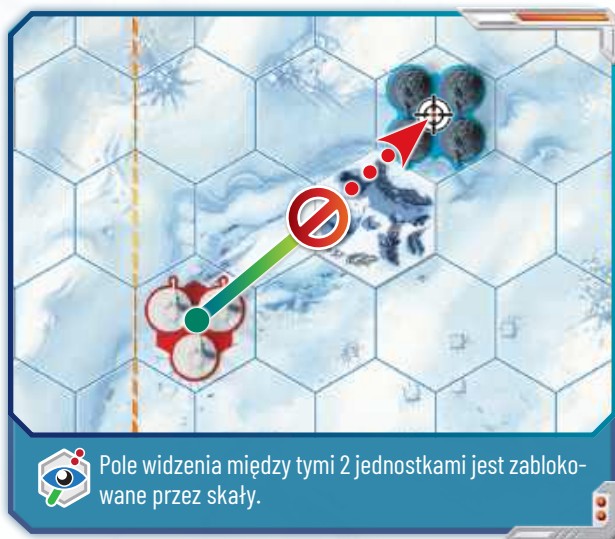 Pole widzenia między tymi 2 jednostkami jest zabloko-
wane przez skały.